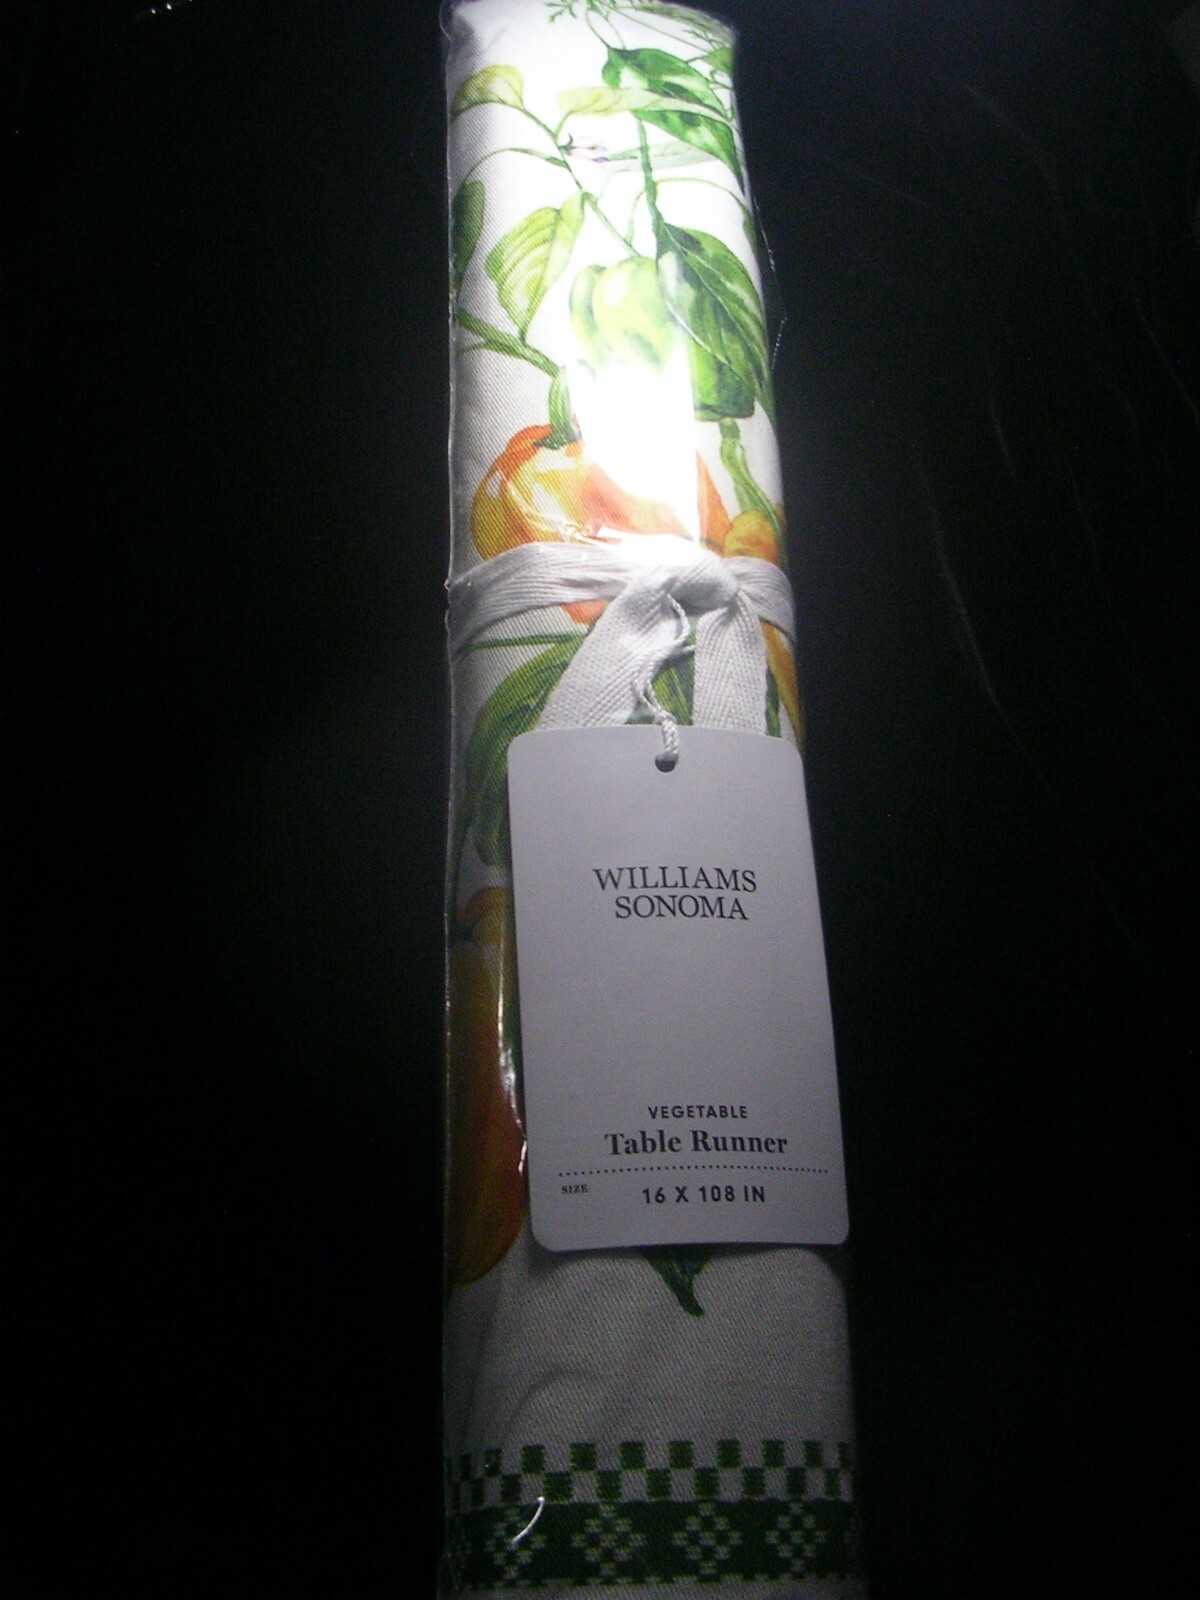 WILLIAMS
SONOMA
VEGETABLE
Table Runner
SIZE 16 X 108 IN